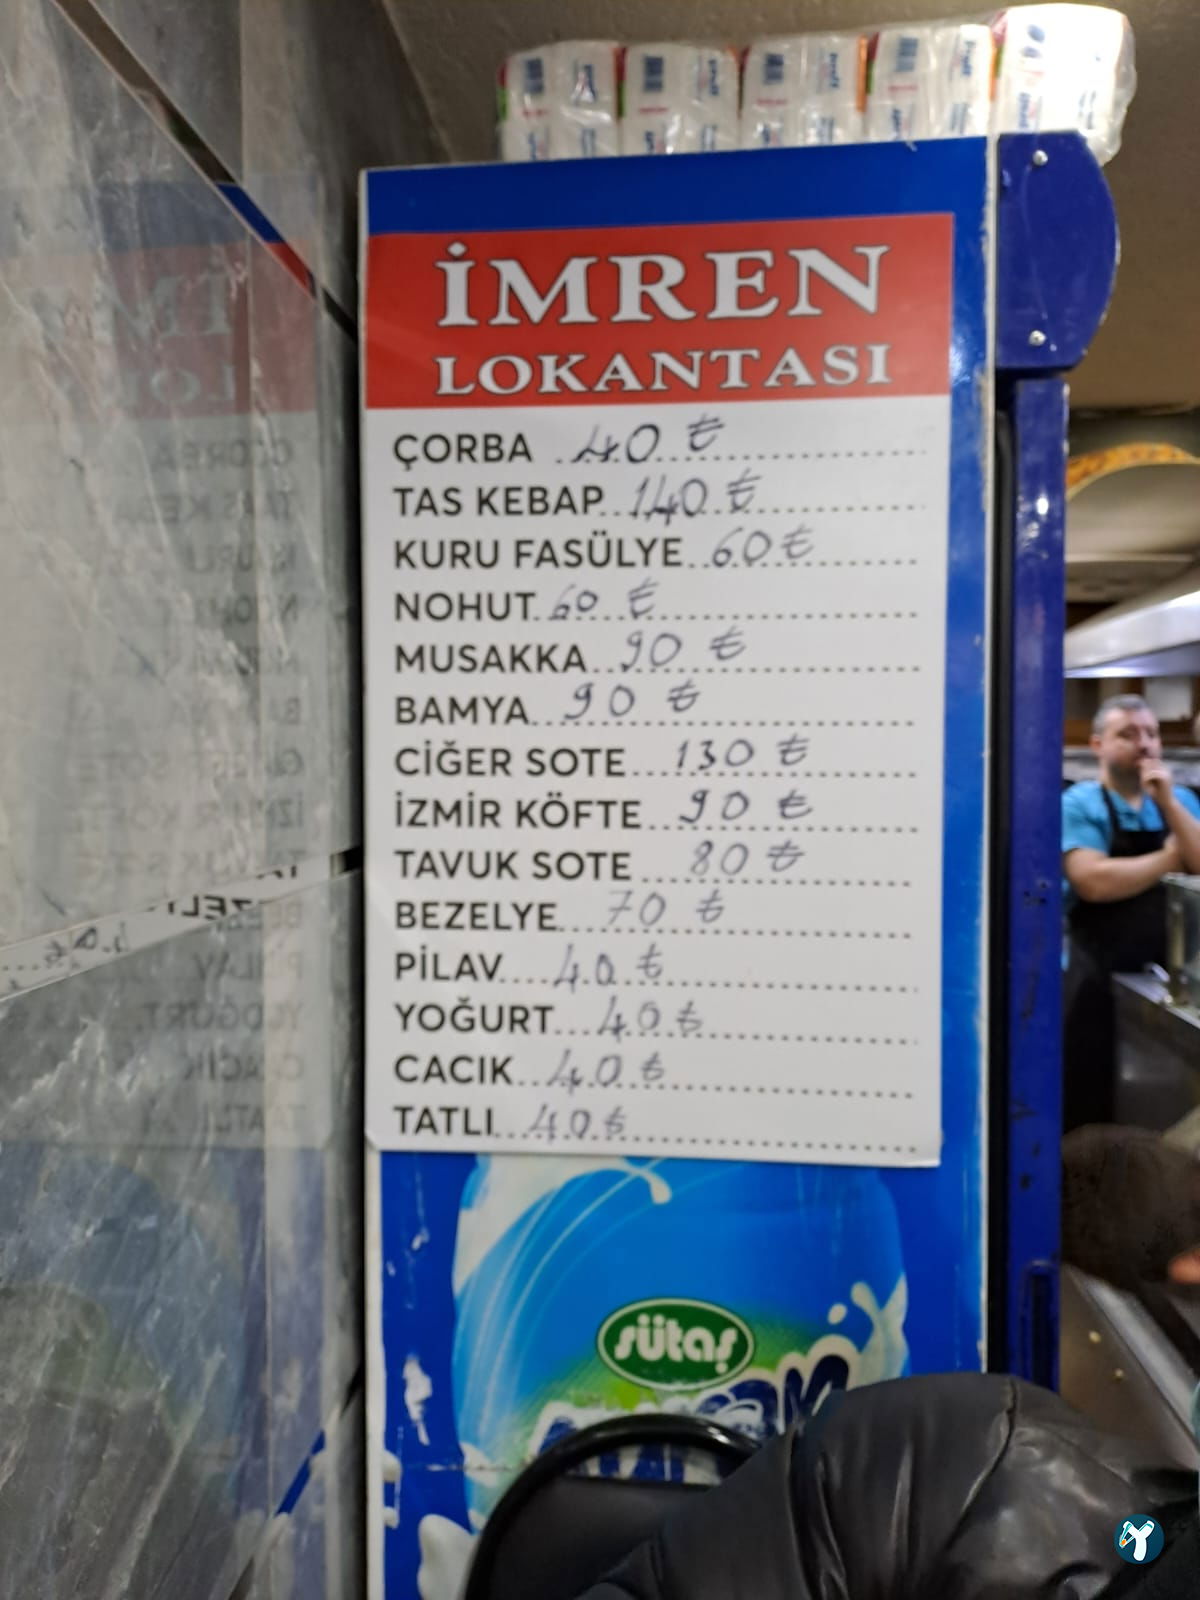 İMREN
LOKANTASI
ÇORBA 40 ₺
TAS KEBAP 140 ₺
KURU FASÜLYE 60 ₺
NOHUT 60 ₺
MUSAKKA 90 ₺
BAMYA 90 ₺
CİĞER SOTE 130 ₺
İZMİR KÖFTE 90 ₺
TAVUK SOTE 80 ₺
BEZELYE 70 ₺
PİLAV 40 ₺
YOĞURT 40 ₺
CACIK 40 ₺
TATLI 40 ₺
sütaş